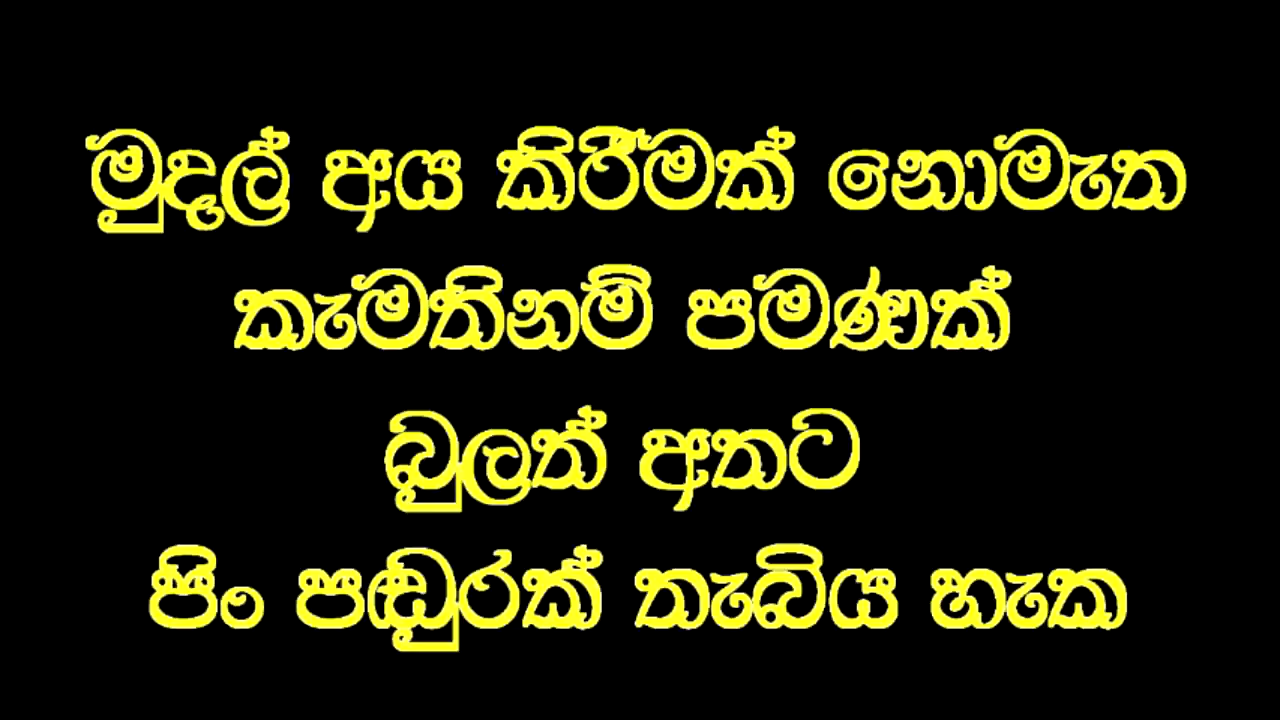 මුදල් අය කිරීමක් නොමැත
කැමතිනම් පමණක්
බුලත් අතට
පිං පඬුරක් තැබිය හැක